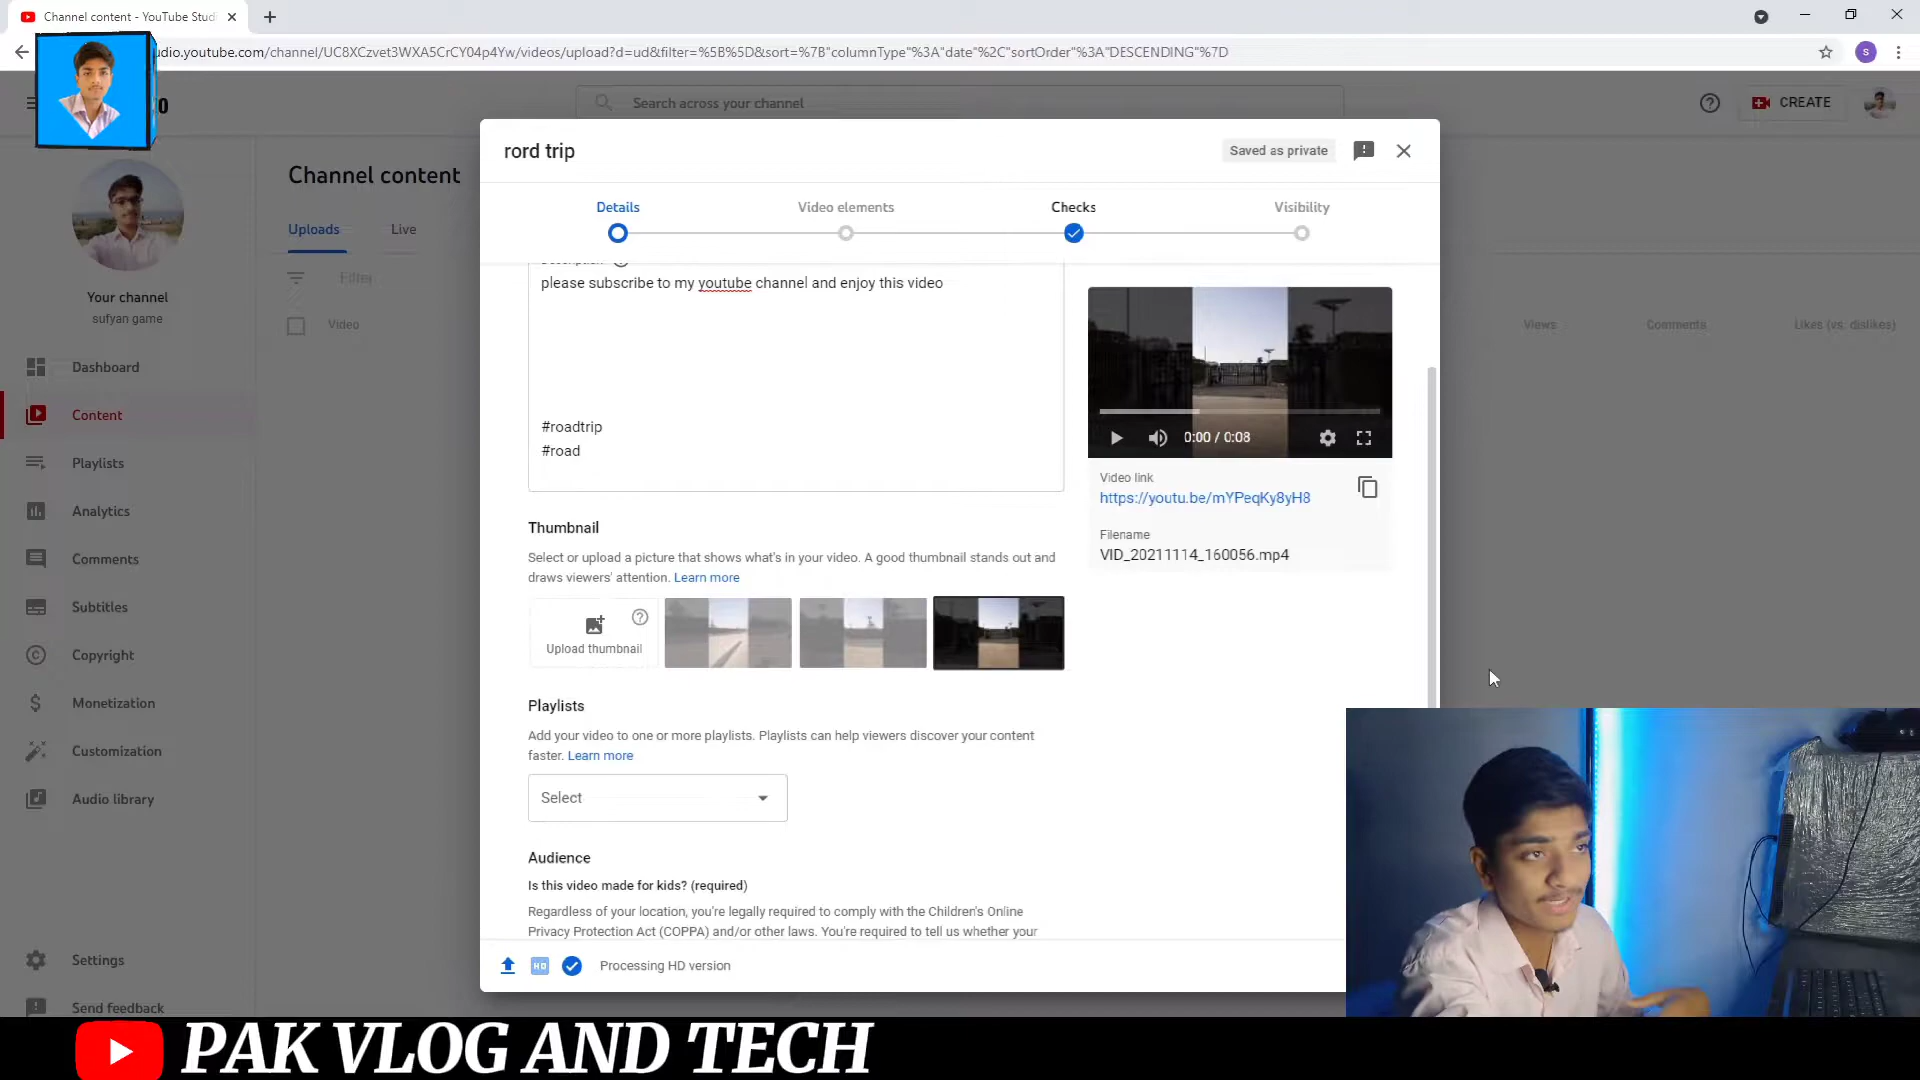 Channel content - YouTube Studi
dio.youtube.com/channel/UC8XCzvet3WXA5CrCY04p4Yw/videos/upload?d=ud&filter=%5B%5D&sort=%7B"columnType"%3A"date"%2C"sortOrder"%3A"DESCENDING"%7D
S
o
Search across your channel
CREATE
rord trip
Saved as private
Channel content
Details
Video elements
Checks
Visibility
Uploads
Live
Filter
Video
Views
Comments
Likes (vs. dislikes)
Your channel
sufyan game
Dashboard
Content
Playlists
Analytics
Comments
Subtitles
Copyright
Monetization
Customization
Audio library
Settings
Send feedback
please subscribe to my youtube channel and enjoy this video
#roadtrip
#road
0:00 / 0:08
Video link
https://youtu.be/mYPeqKy8yH8
Filename
VID_20211114_160056.mp4
Thumbnail
Select or upload a picture that shows what's in your video. A good thumbnail stands out and
draws viewers' attention. Learn more
Upload thumbnail
Playlists
Add your video to one or more playlists. Playlists can help viewers discover your content
faster. Learn more
Select
Audience
Is this video made for kids? (required)
Regardless of your location, you're legally required to comply with the Children's Online
Privacy Protection Act (COPPA) and/or other laws. You're required to tell us whether your
HD
Processing HD version
PAK VLOG AND TECH